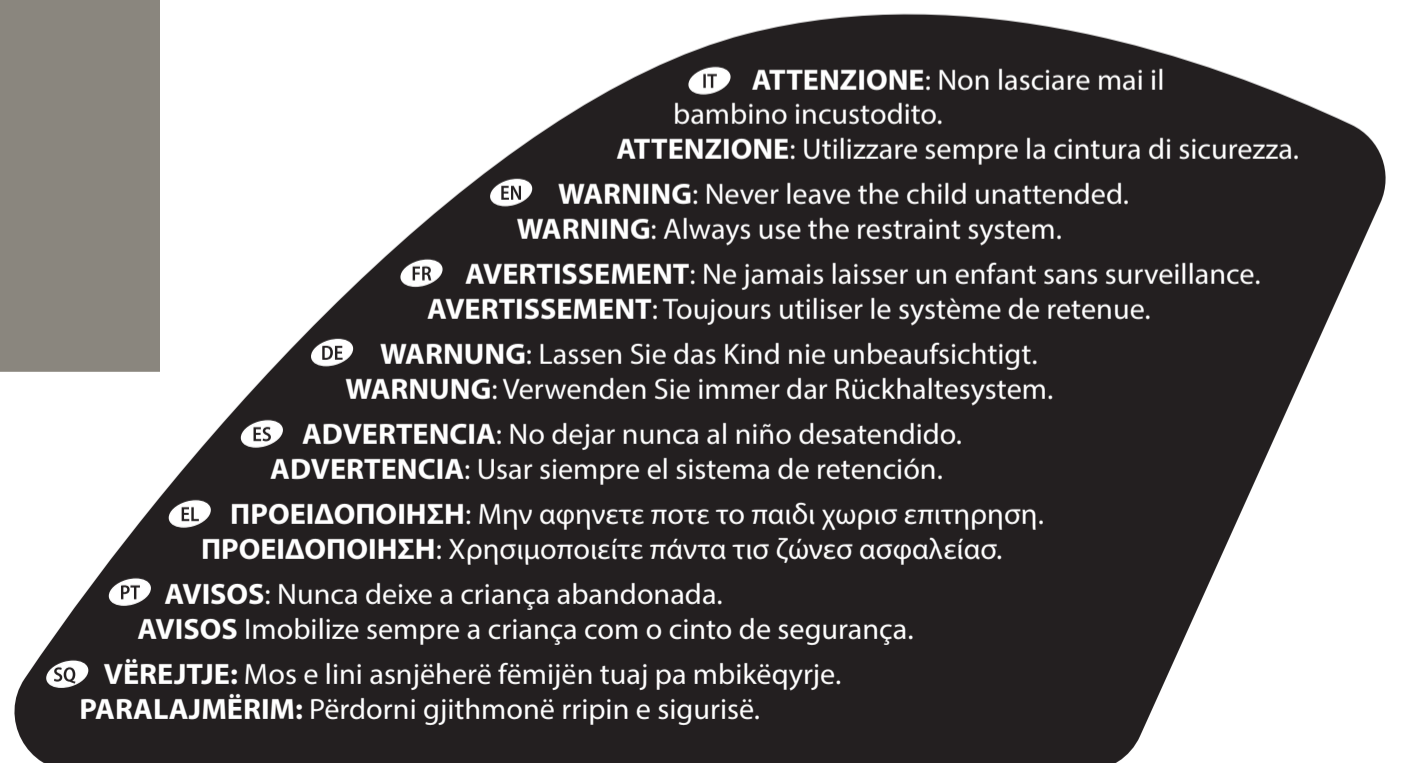 IT ATTENZIONE: Non lasciare mai il
bambino incustodito.
ATTENZIONE: Utilizzare sempre la cintura di sicurezza.
EN WARNING: Never leave the child unattended.
WARNING: Always use the restraint system.
FR AVERTISSEMENT: Ne jamais laisser un enfant sans surveillance.
AVERTISSEMENT: Toujours utiliser le système de retenue.
DE WARNUNG: Lassen Sie das Kind nie unbeaufsichtigt.
WARNUNG: Verwenden Sie immer dar Rückhaltesystem.
ES ADVERTENCIA: No dejar nunca al niño desatendido.
ADVERTENCIA: Usar siempre el sistema de retención.
EL ΠΡΟΕΙΔΟΠΟΙΗΣΗ: Μην αφηνετε ποτε το παιδι χωρισ επιτηρηση.
ΠΡΟΕΙΔΟΠΟΙΗΣΗ: Χρησιμοποιείτε πάντα τισ ζώνεσ ασφαλείασ.
PT AVISOS: Nunca deixe a criança abandonada.
AVISOS Imobilize sempre a criança com o cinto de segurança.
SQ VËREJTJE: Mos e lini asnjëherë fëmijën tuaj pa mbikëqyrje.
PARALAJMËRIM: Përdorni gjithmonë rripin e sigurisë.